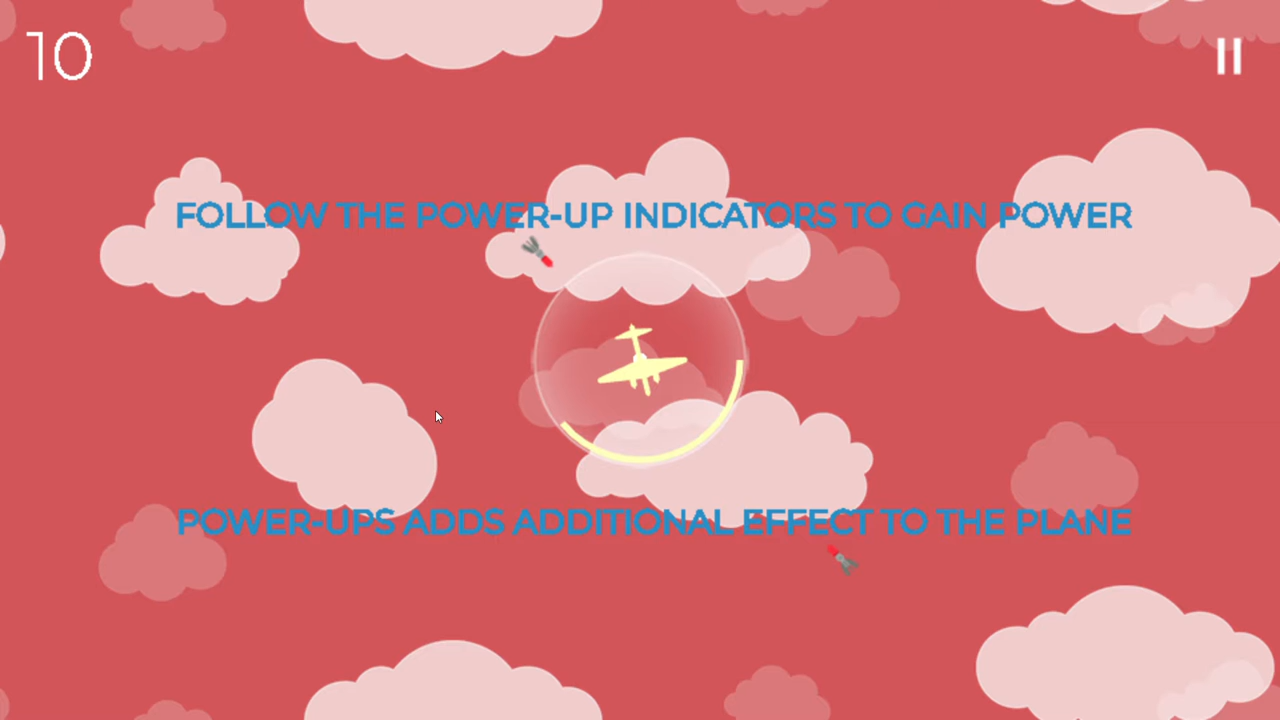 10
FOLLOW THE POWER-UP INDICATORS TO GAIN POWER
POWER-UPS ADDS ADDITIONAL EFFECT TO THE PLANE